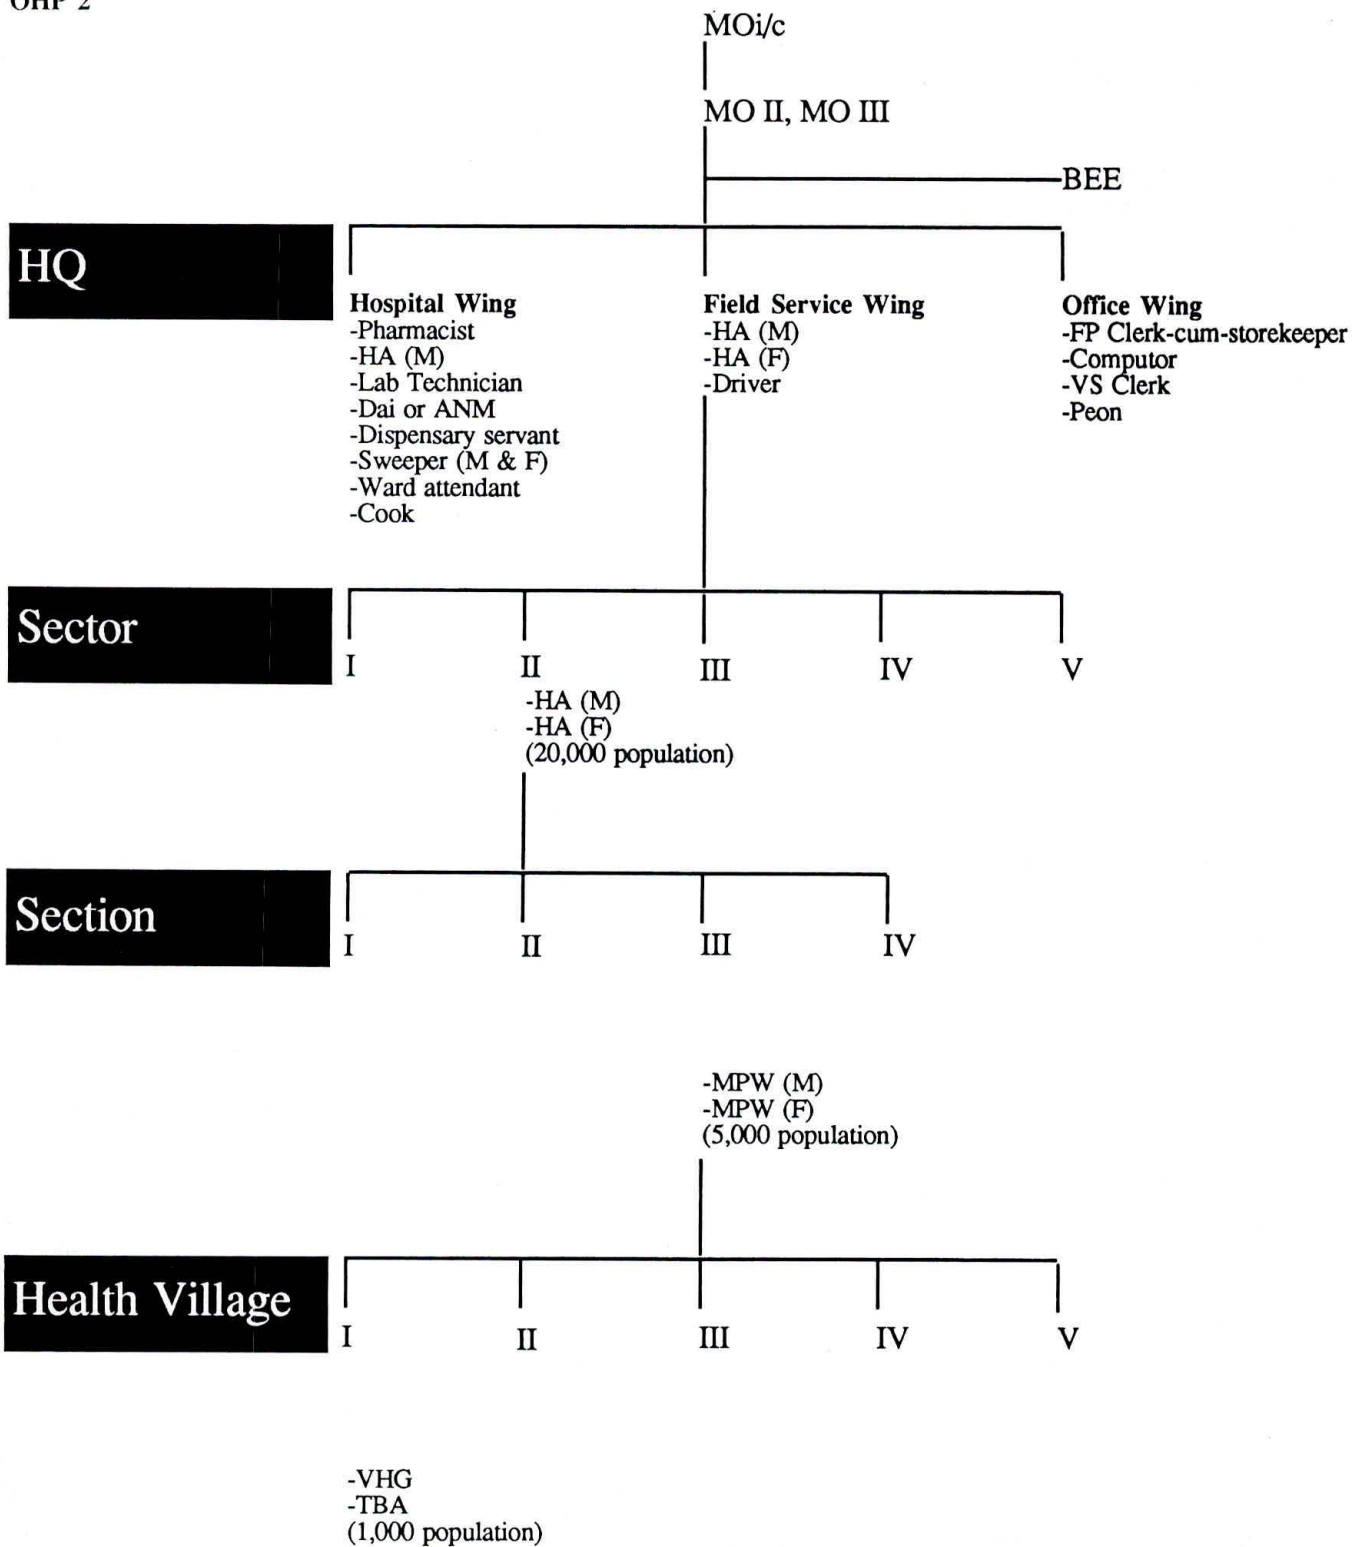 OHP 2
MOi/c
MO II, MO III
BEE
HQ
Hospital Wing
-Pharmacist
-HA (M)
-Lab Technician
-Dai or ANM
-Dispensary servant
-Sweeper (M & F)
-Ward attendant
-Cook
Field Service Wing
-HA (M)
-HA (F)
-Driver
Office Wing
-FP Clerk-cum-storekeeper
-Computor
-VS Clerk
-Peon
Sector
I II III IV V
-HA (M)
-HA (F)
(20,000 population)
Section
I II III IV
-MPW (M)
-MPW (F)
(5,000 population)
Health Village
I II III IV V
-VHG
-TBA
(1,000 population)